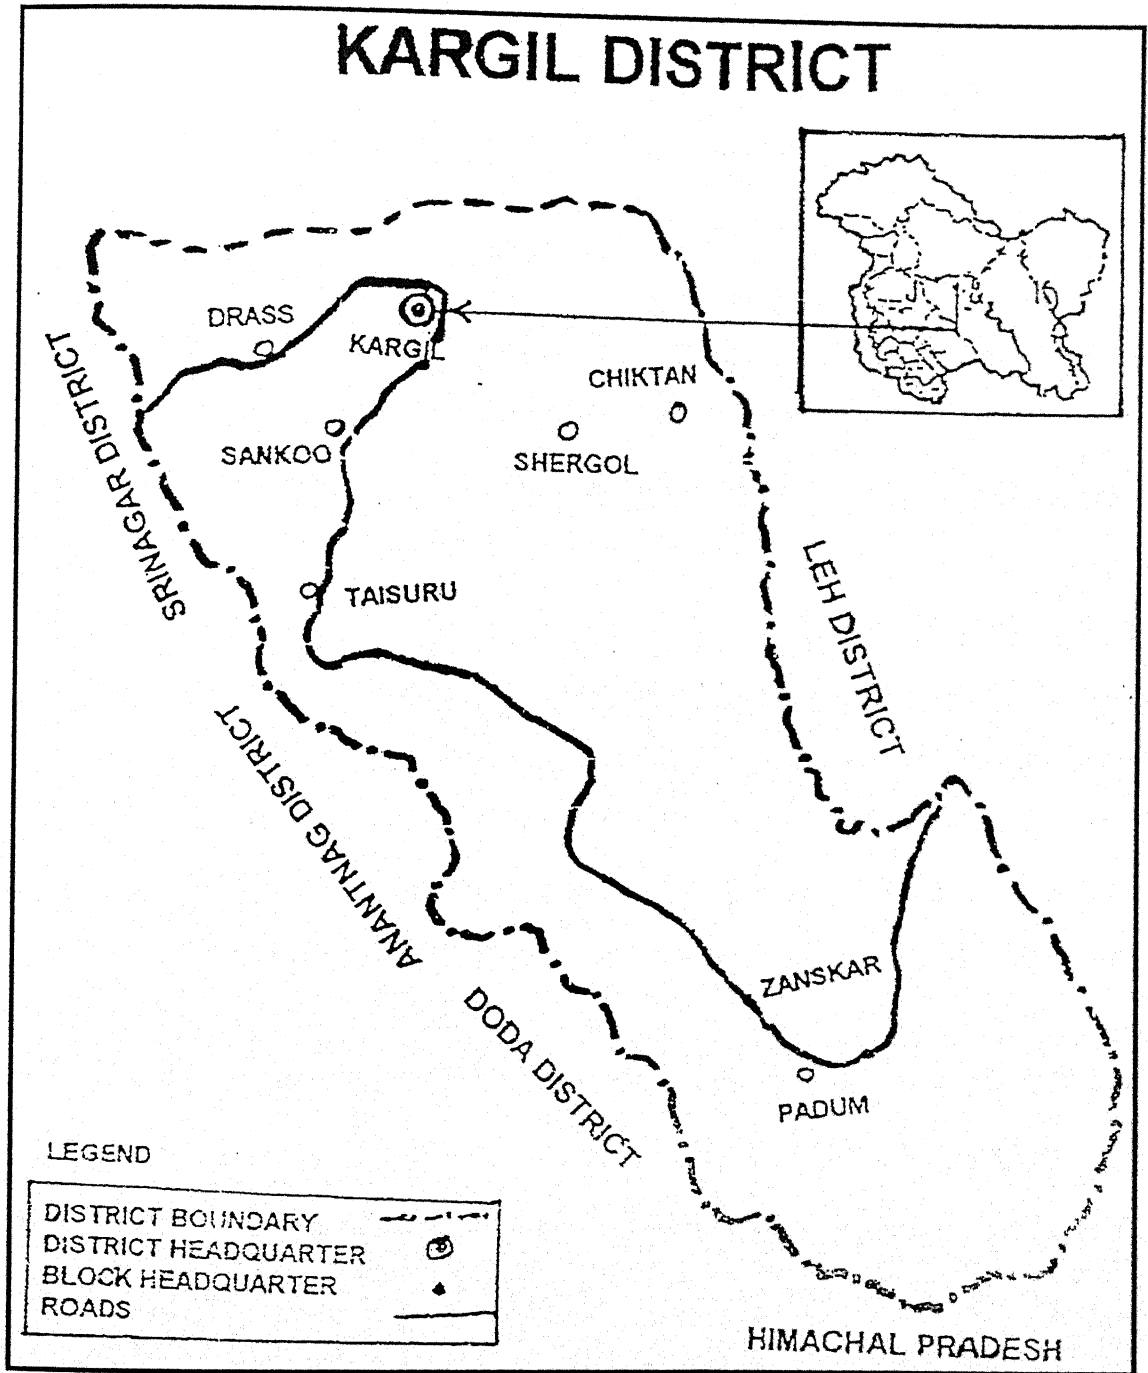 KARGIL DISTRICT
DRASS
KARGIL
CHIKTAN
SANKOO
SHERGOL
SRINAGAR DISTRICT
TAISURU
LEH DISTRICT
ANANTNAG DISTRICT
ZANSKAR
DODA DISTRICT
PADUM
LEGEND
DISTRICT BOUNDARY
DISTRICT HEADQUARTER
BLOCK HEADQUARTER
ROADS
HIMACHAL PRADESH